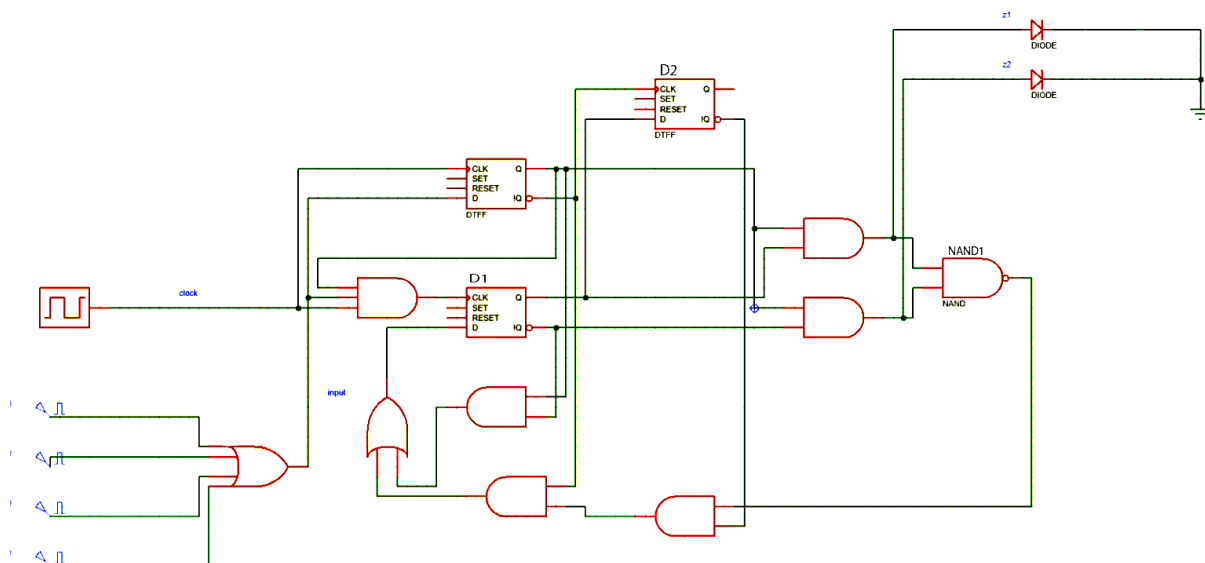 z1
DIODE
z2
DIODE
D2
CLK Q
SET
RESET
D !Q
DTFF
CLK Q
SET
RESET
D !Q
DTFF
clock
D1
CLK Q
SET
RESET
D !Q
DTFF
NAND1
NAND
input